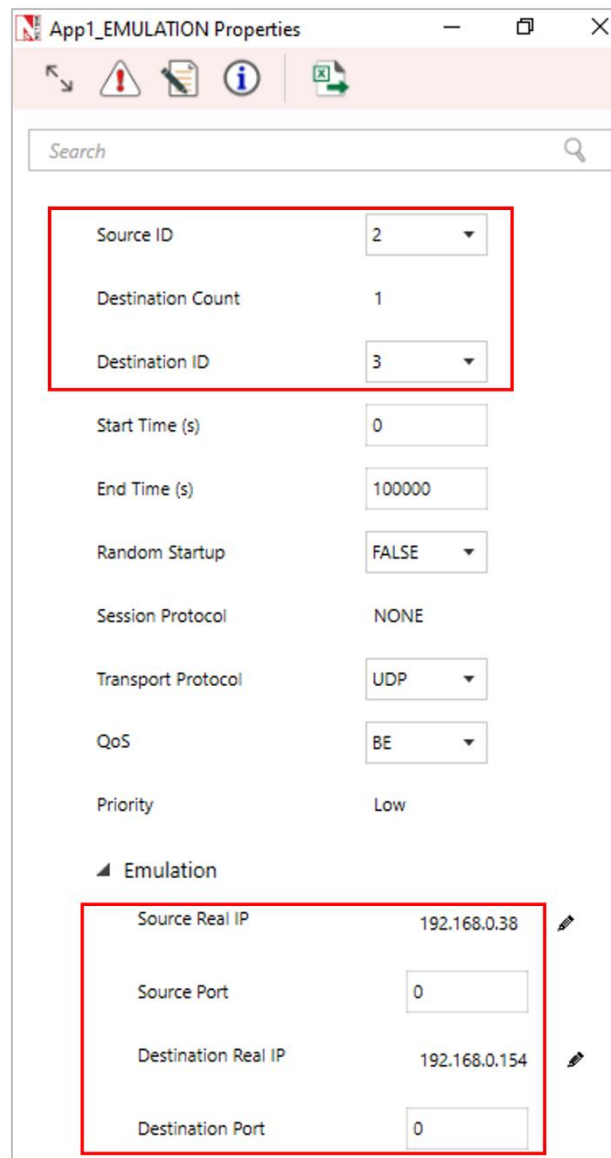 App1_EMULATION Properties
Search
Source ID 2
Destination Count 1
Destination ID 3
Start Time (s) 0
End Time (s) 100000
Random Startup FALSE
Session Protocol NONE
Transport Protocol UDP
QoS BE
Priority Low
Emulation
Source Real IP 192.168.0.38
Source Port 0
Destination Real IP 192.168.0.154
Destination Port 0